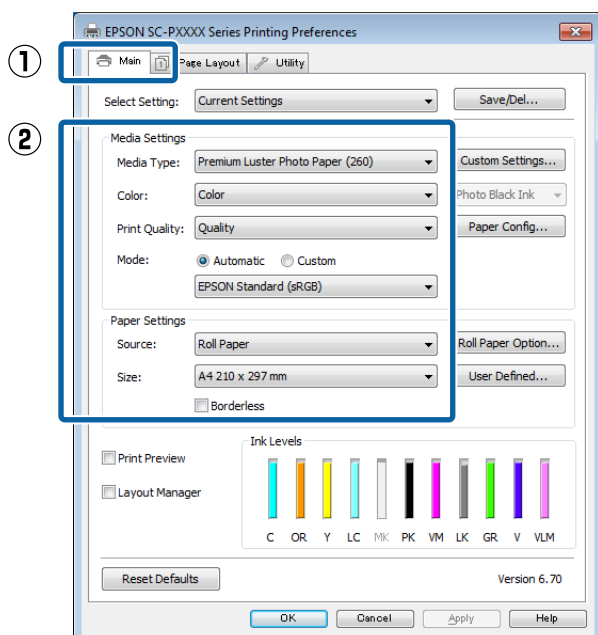 EPSON SC-PXXXX Series Printing Preferences
1
Main
1
Page Layout
Utility
Select Setting:
Current Settings
Save/Del...
2
Media Settings
Media Type:
Premium Luster Photo Paper (260)
Custom Settings...
Color:
Color
Photo Black Ink
Print Quality:
Quality
Paper Config...
Mode:
Automatic
Custom
EPSON Standard (sRGB)
Paper Settings
Source:
Roll Paper
Roll Paper Option...
Size:
A4 210 x 297 mm
User Defined...
Borderless
Print Preview
Layout Manager
Ink Levels
C OR Y LC MK PK VM LK GR V VLM
Reset Defaults
Version 6.70
OK
Cancel
Apply
Help